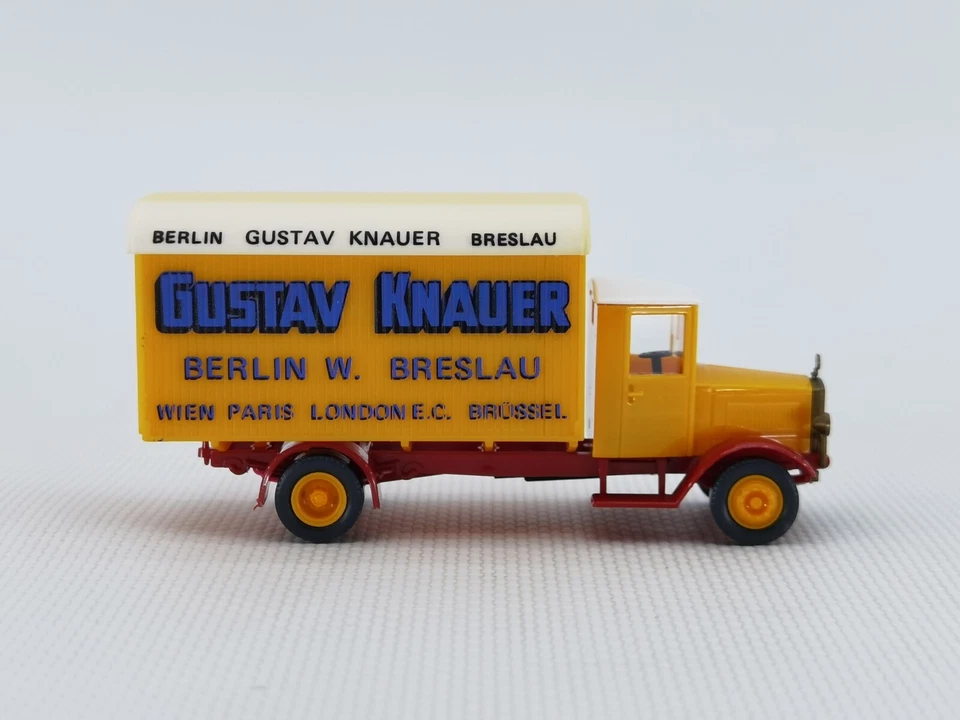 BERLIN GUSTAV KNAUER BRESLAU
GUSTAV KNAUER
BERLIN W. BRESLAU
WIEN PARIS LONDON E.C. BRÜSSEL